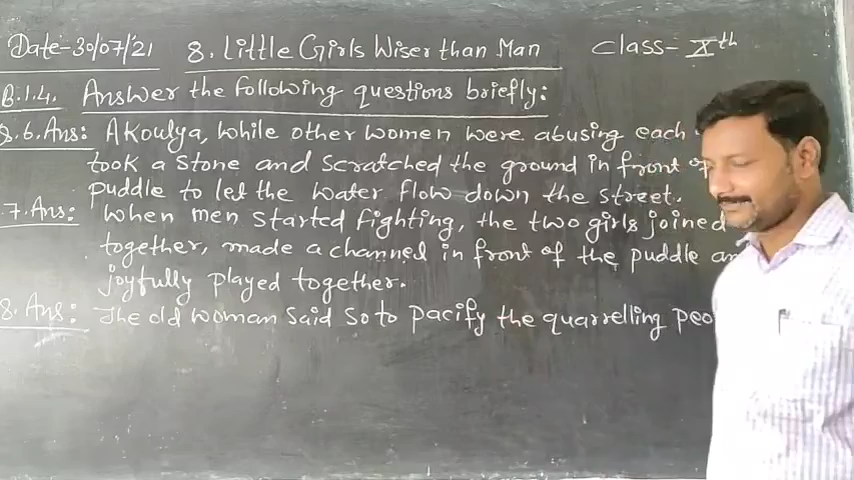 Date-30/07/21 8. Little Girls Wiser than Man Class- Xth
B.1.4. Answer the following questions briefly:
Q.6. Ans: Akoulya, while other women were abusing each
took a stone and scratched the ground in front of
puddle to let the water flow down the street.
.7. Ans: When men started fighting, the two girls joined
together, made a channed in front of the puddle an
joyfully played together.
8. Ans: The old woman said so to pacify the quarrelling peo